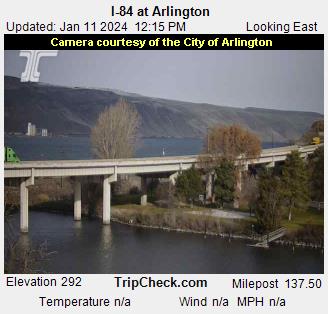 I-84 at Arlington
Updated: Jan 11 2024 12:15 PM Looking East
Camera courtesy of the City of Arlington
Elevation 292 TripCheck.com Milepost 137.50
Temperature n/a Wind n/a MPH n/a